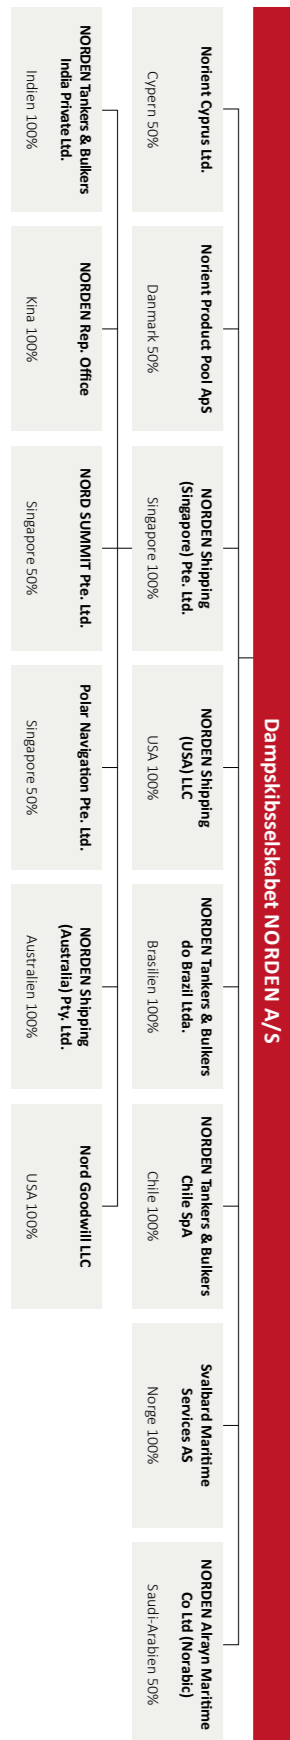 Dampskibsselskabet NORDEN A/S
Norient Cyprus Ltd.
Cypern 50%
Norient Product Pool ApS
Danmark 50%
NORDEN Shipping
(Singapore) Pte. Ltd.
Singapore 100%
NORDEN Shipping
(USA) LLC
USA 100%
NORDEN Tankers & Bulkers
do Brazil Ltda.
Brasilien 100%
NORDEN Tankers & Bulkers
Chile SpA
Chile 100%
Svalbard Maritime
Services AS
Norge 100%
NORDEN Alrayn Maritime
Co Ltd (Norabic)
Saudi-Arabien 50%
NORDEN Tankers & Bulkers
India Private Ltd.
Indien 100%
NORDEN Rep. Office
Kina 100%
NORD SUMMIT Pte. Ltd.
Singapore 50%
Polar Navigation Pte. Ltd.
Singapore 50%
NORDEN Shipping
(Australia) Pty. Ltd.
Australien 100%
Nord Goodwill LLC
USA 100%